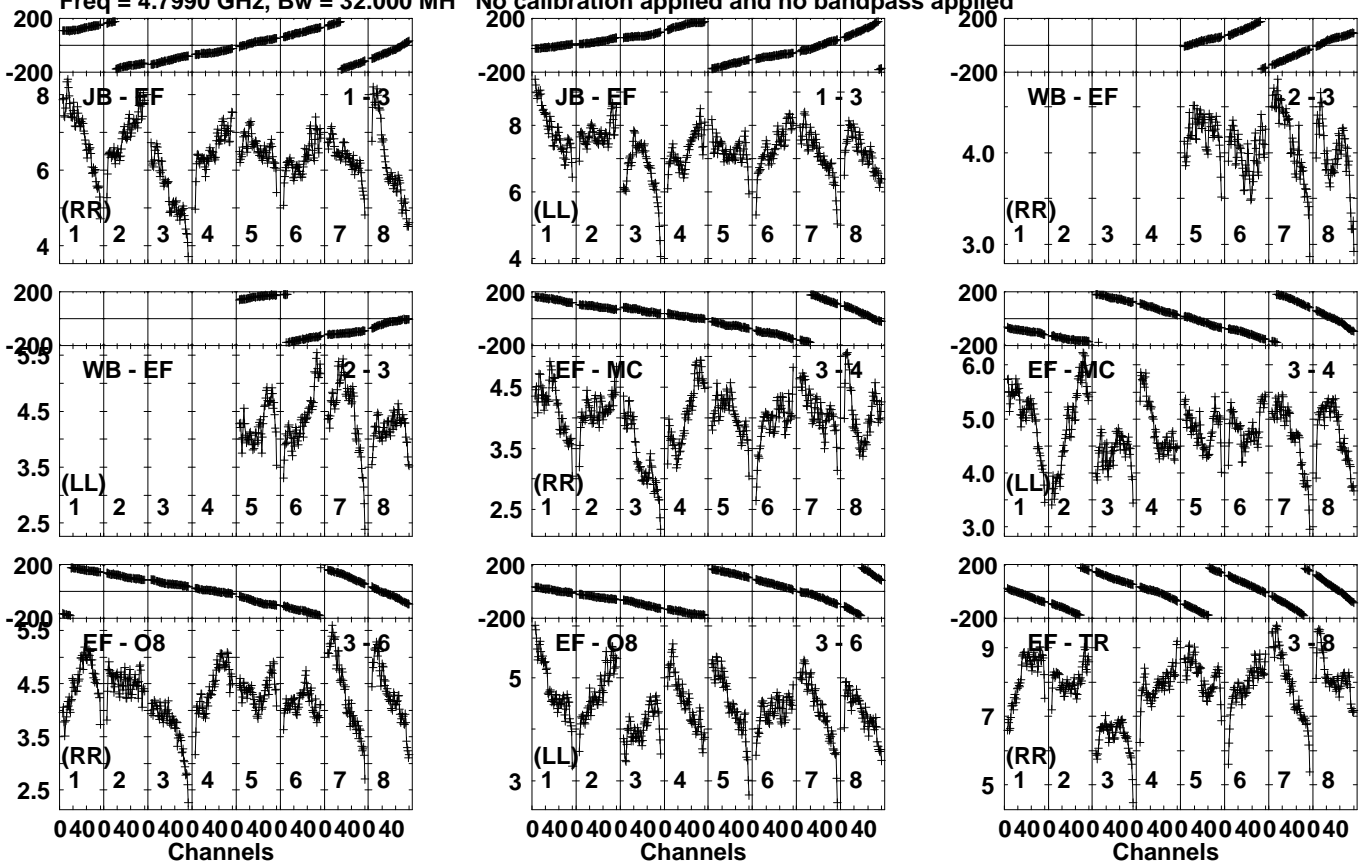 Freq = 4.7990 GHz, Bw = 32.000 MH No calibration applied and no bandpass applied
200
-200
8
6
4
JB - EF 1 - 3
(RR)
1 2 3 4 5 6 7 8
200
-200
8
6
4
JB - EF 1 - 3
(LL)
1 2 3 4 5 6 7 8
200
-200
4.0
3.0
WB - EF 2 - 3
(RR)
1 2 3 4 5 6 7 8
200
-200
5.5
4.5
3.5
2.5
WB - EF 2 - 3
(LL)
1 2 3 4 5 6 7 8
200
-200
4.5
3.5
2.5
EF - MC 3 - 4
(RR)
1 2 3 4 5 6 7 8
200
-200
6.0
5.0
4.0
3.0
EF - MC 3 - 4
(LL)
1 2 3 4 5 6 7 8
200
-200
5.5
4.5
3.5
2.5
EF - O8 3 - 6
(RR)
1 2 3 4 5 6 7 8
0 40 0 40 0 40 0 40 0 40 0 40 0 40 0 40
Channels
200
-200
5
3
EF - O8 3 - 6
(LL)
1 2 3 4 5 6 7 8
0 40 0 40 0 40 0 40 0 40 0 40 0 40 0 40
Channels
200
-200
9
7
5
EF - TR 3 - 8
(RR)
1 2 3 4 5 6 7 8
0 40 0 40 0 40 0 40 0 40 0 40 0 40 0 40
Channels